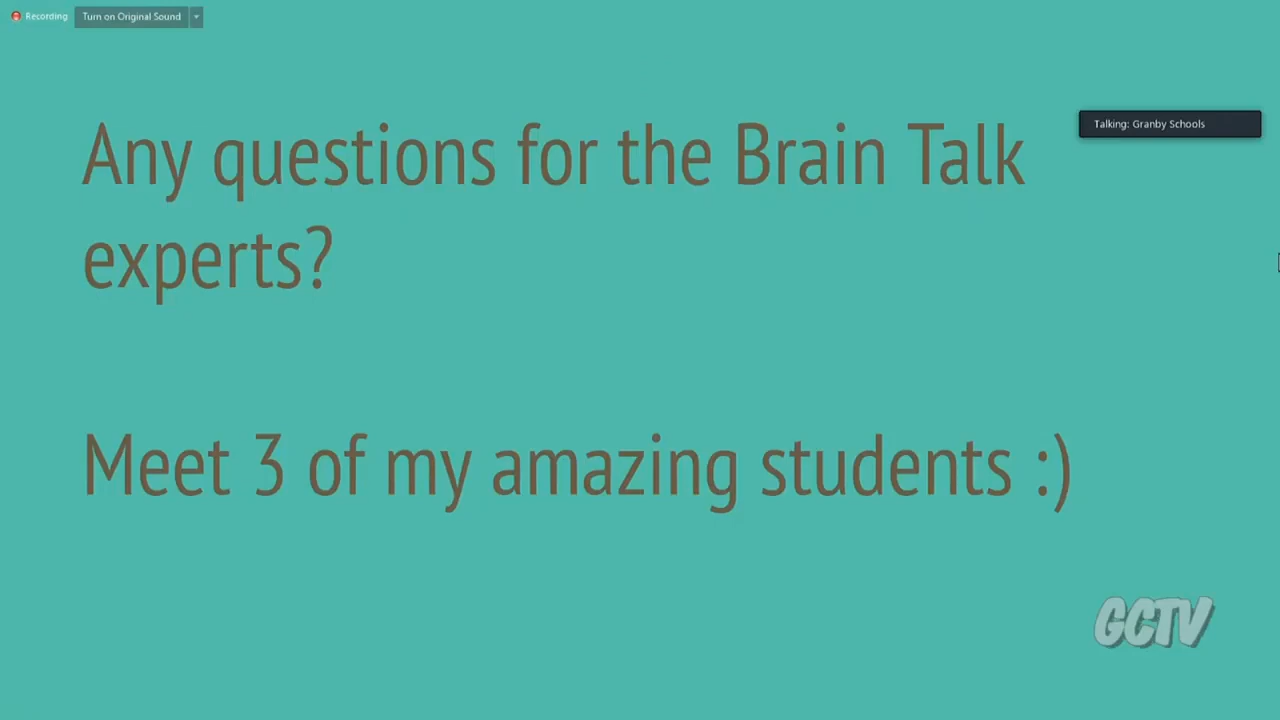 Recording
Turn on Original Sound
Talking: Granby Schools
Any questions for the Brain Talk
experts?
Meet 3 of my amazing students :)
GCTV